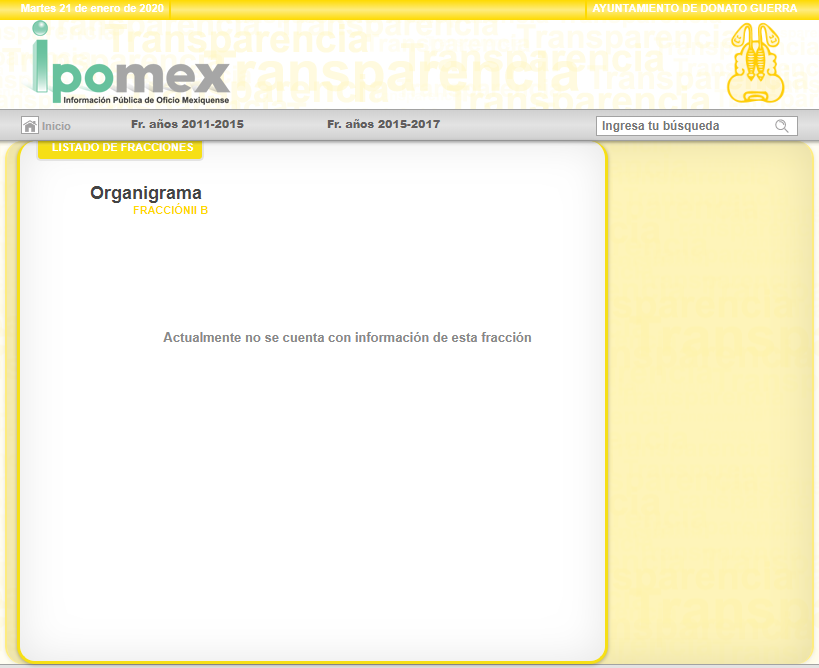 Martes 21 de enero de 2020
AYUNTAMIENTO DE DONATO GUERRA
Transparencia
Transparencia
Transparencia
ipomex
Información Pública de Oficio Mexiquense
Inicio
Fr. años 2011-2015
Fr. años 2015-2017
Ingresa tu búsqueda
LISTADO DE FRACCIONES
Organigrama
FRACCIÓNII B
Actualmente no se cuenta con información de esta fracción